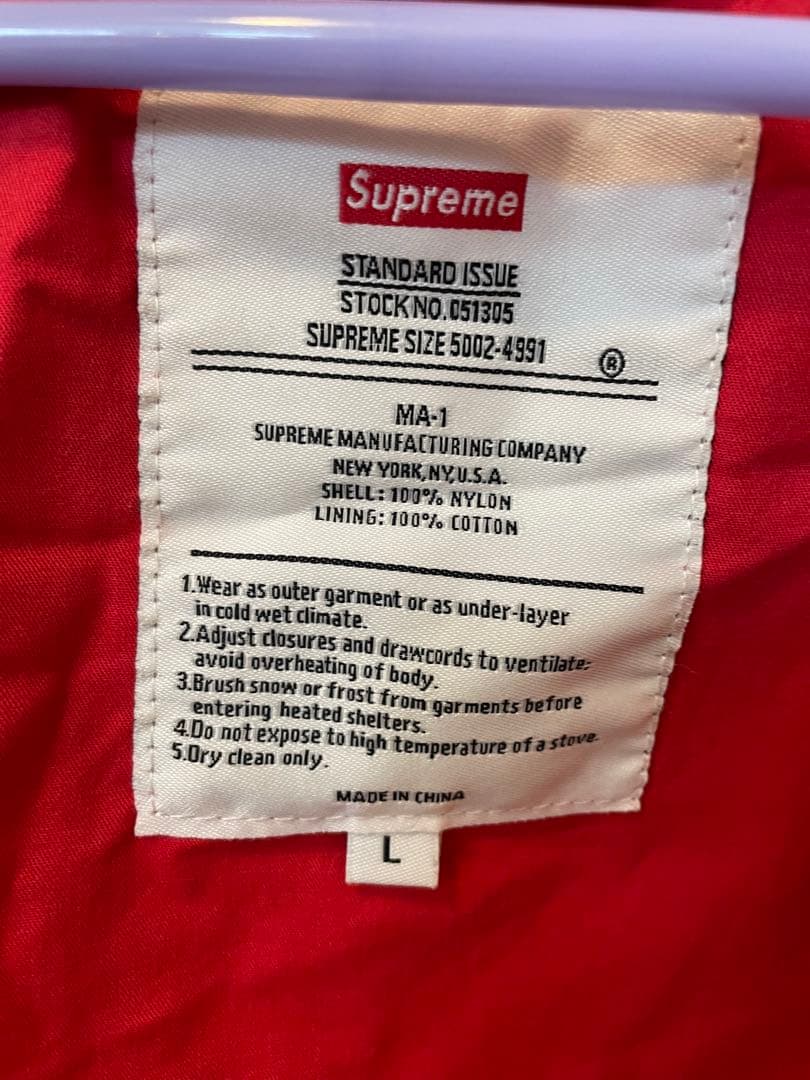 Supreme
STANDARD ISSUE
STOCK NO. 051305
SUPREME SIZE 5002-4991
®
MA-1
SUPREME MANUFACTURING COMPANY
NEW YORK, NY, U.S.A.
SHELL: 100% NYLON
LINING: 100% COTTON
1.Wear as outer garment or as under-layer
in cold wet climate.
2.Adjust closures and drawcords to ventilate;
avoid overheating of body.
3.Brush snow or frost from garments before
entering heated shelters.
4.Do not expose to high temperature of a stove.
5.Dry clean only.
MADE IN CHINA
L